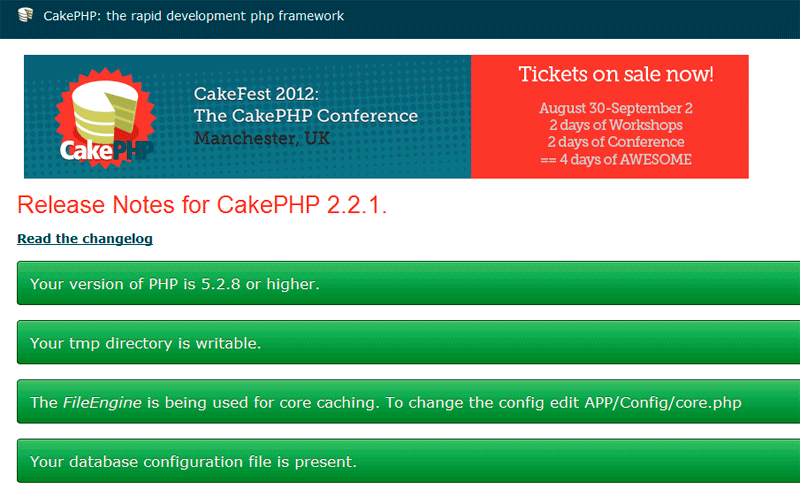 CakePHP: the rapid development php framework
CakePHP
CakeFest 2012:
The CakePHP Conference
Manchester, UK
Tickets on sale now!
August 30-September 2
2 days of Workshops
2 days of Conference
== 4 days of AWESOME
Release Notes for CakePHP 2.2.1.
Read the changelog
Your version of PHP is 5.2.8 or higher.
Your tmp directory is writable.
The FileEngine is being used for core caching. To change the config edit APP/Config/core.php
Your database configuration file is present.